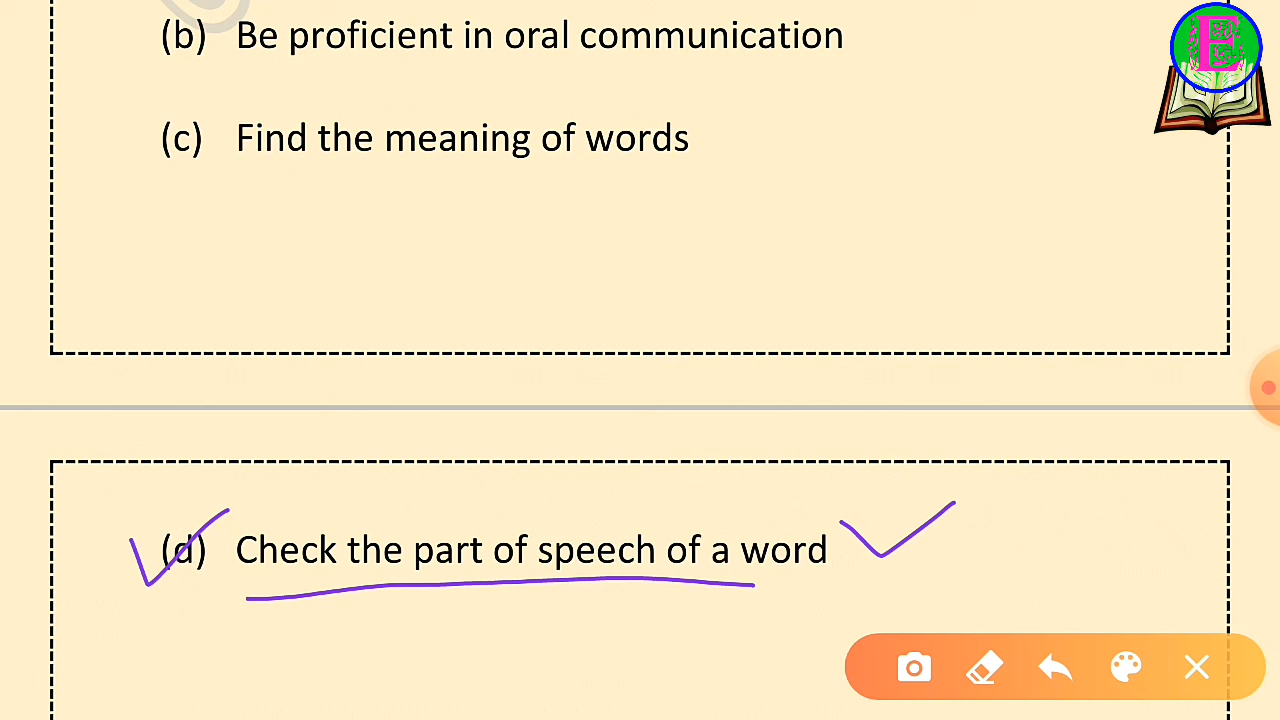 (b) Be proficient in oral communication
(c) Find the meaning of words
(d) Check the part of speech of a word
E